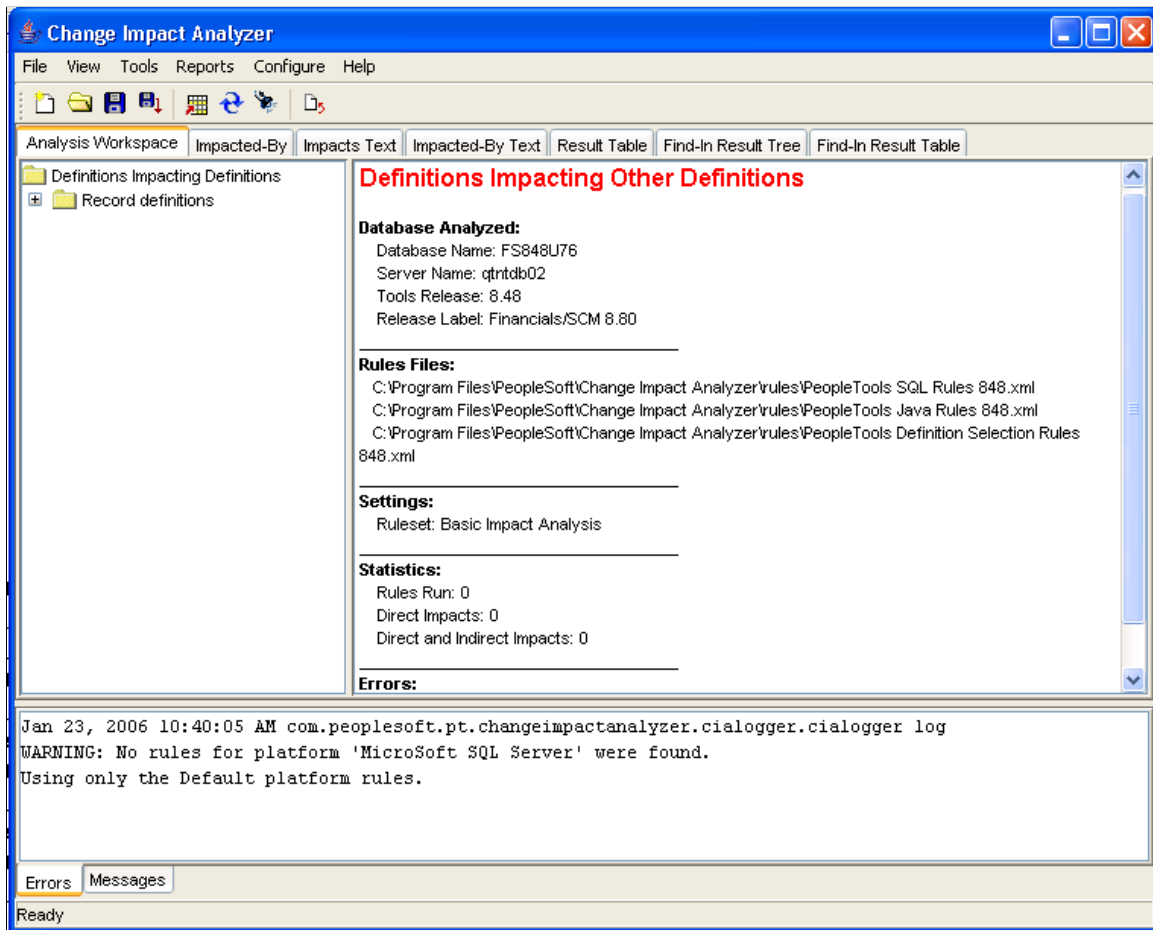 Change Impact Analyzer
File View Tools Reports Configure Help
Analysis Workspace Impacted-By Impacts Text Impacted-By Text Result Table Find-In Result Tree Find-In Result Table
Definitions Impacting Definitions
Record definitions
Definitions Impacting Other Definitions
Database Analyzed:
Database Name: FS848U76
Server Name: qtntdb02
Tools Release: 8.48
Release Label: Financials/SCM 8.80
Rules Files:
C:\Program Files\PeopleSoft\Change Impact Analyzer\rules\PeopleTools SQL Rules 848.xml
C:\Program Files\PeopleSoft\Change Impact Analyzer\rules\PeopleTools Java Rules 848.xml
C:\Program Files\PeopleSoft\Change Impact Analyzer\rules\PeopleTools Definition Selection Rules
848.xml
Settings:
Ruleset: Basic Impact Analysis
Statistics:
Rules Run: 0
Direct Impacts: 0
Direct and Indirect Impacts: 0
Errors:
Jan 23, 2006 10:40:05 AM com.peoplesoft.pt.changeimpactanalyzer.cialogger.cialogger log
WARNING: No rules for platform 'MicroSoft SQL Server' were found.
Using only the Default platform rules.
Errors Messages
Ready